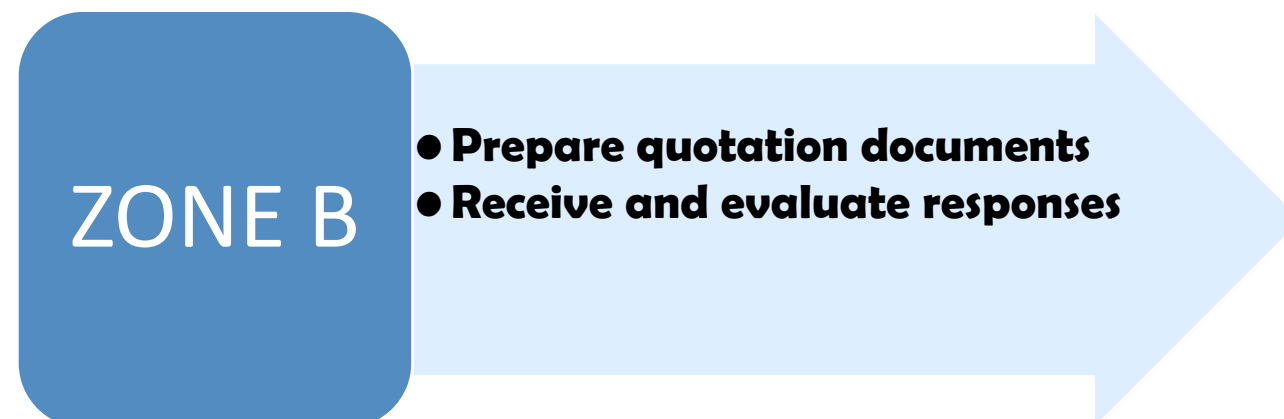 ZONE B
● Prepare quotation documents
● Receive and evaluate responses